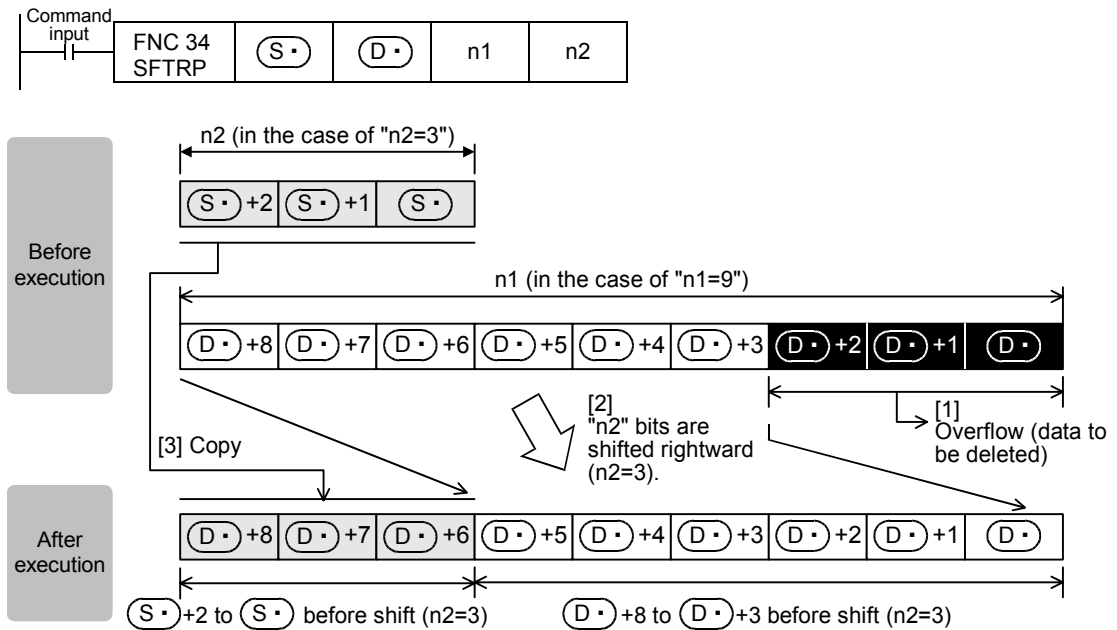 Command
input
FNC 34
SFTRP
S·
D·
n1
n2
n2 (in the case of "n2=3")
S· +2
S· +1
S·
Before
execution
n1 (in the case of "n1=9")
D· +8
D· +7
D· +6
D· +5
D· +4
D· +3
D· +2
D· +1
D·
[3] Copy
[2]
"n2" bits are
shifted rightward
(n2=3).
[1]
Overflow (data to
be deleted)
After
execution
D· +8
D· +7
D· +6
D· +5
D· +4
D· +3
D· +2
D· +1
D·
S· +2 to S· before shift (n2=3)
D· +8 to D· +3 before shift (n2=3)